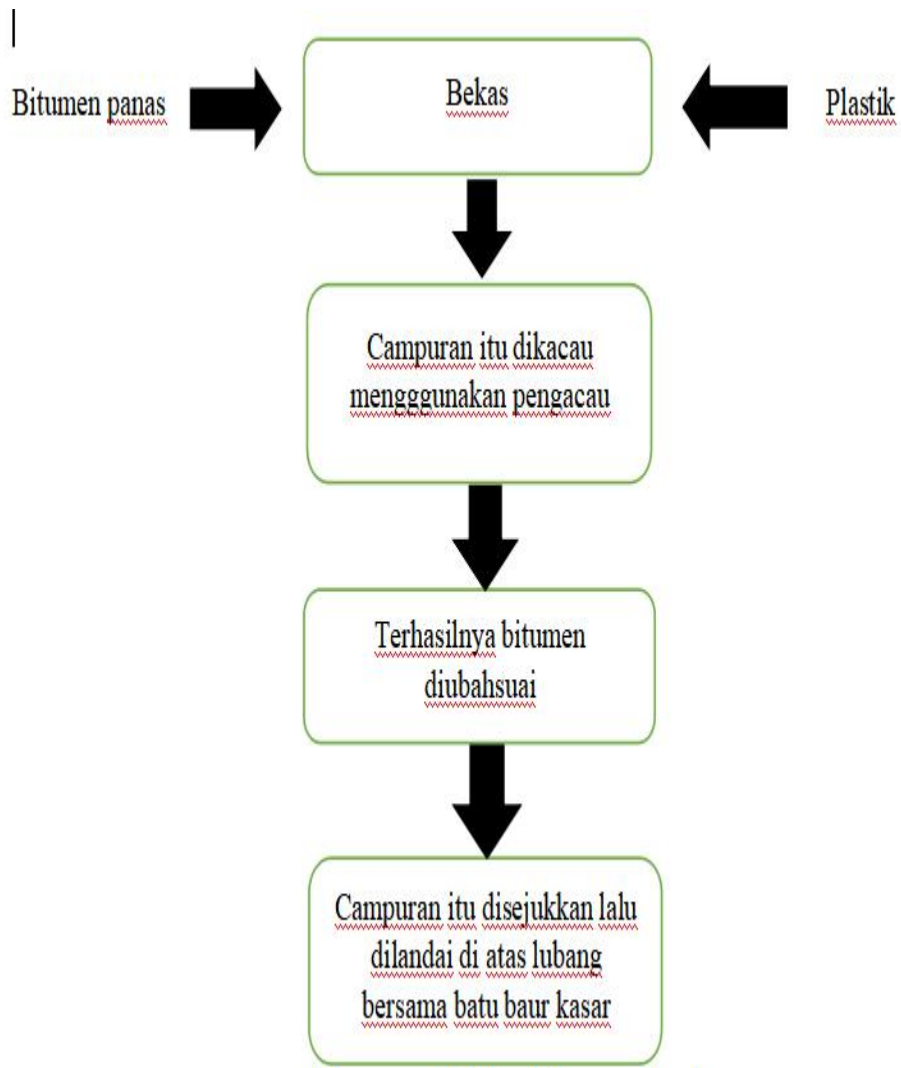 Bitumen panas
Bekas
Plastik
Campuran itu dikacau
mengggunakan pengacau
Terhasilnya bitumen
diubahsuai
Campuran itu disejukkan lalu
dilandai di atas lubang
bersama batu baur kasar